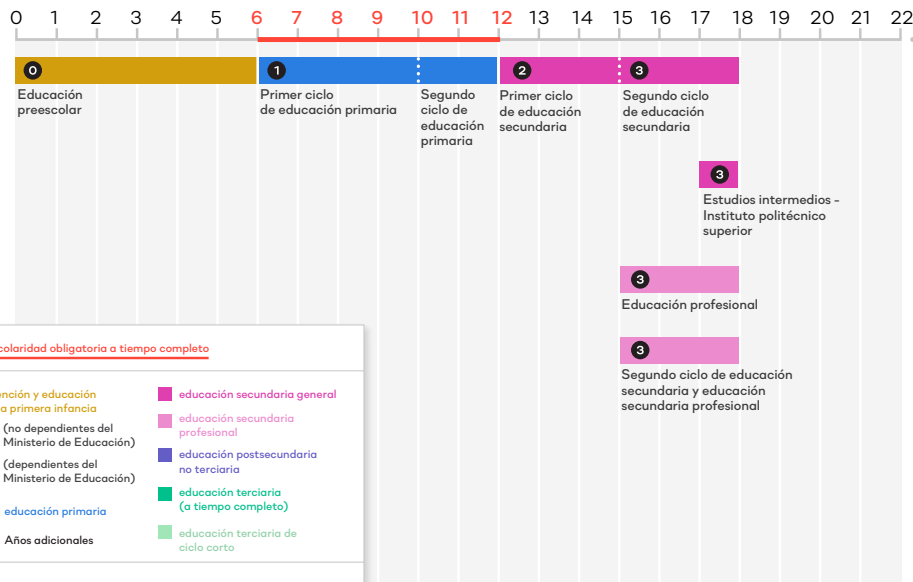 0 1 2 3 4 5 6 7 8 9 10 11 12 13 14 15 16 17 18 19 20 21 22
0
1
2
3
Educación
preescolar
Primer ciclo
de educación primaria
Segundo
ciclo de
educación
primaria
Primer ciclo
de educación
secundaria
Segundo ciclo
de educación
secundaria
3
Estudios intermedios -
Instituto politécnico
superior
3
Educación profesional
3
Segundo ciclo de educación
secundaria y educación
secundaria profesional
colaridad obligatoria a tiempo completo
nción y educación
a primera infancia
(no dependientes del
Ministerio de Educación)
(dependientes del
Ministerio de Educación)
educación primaria
Años adicionales
educación secundaria general
educación secundaria
profesional
educación postsecundaria
no terciaria
educación terciaria
(a tiempo completo)
educación terciaria de
ciclo corto